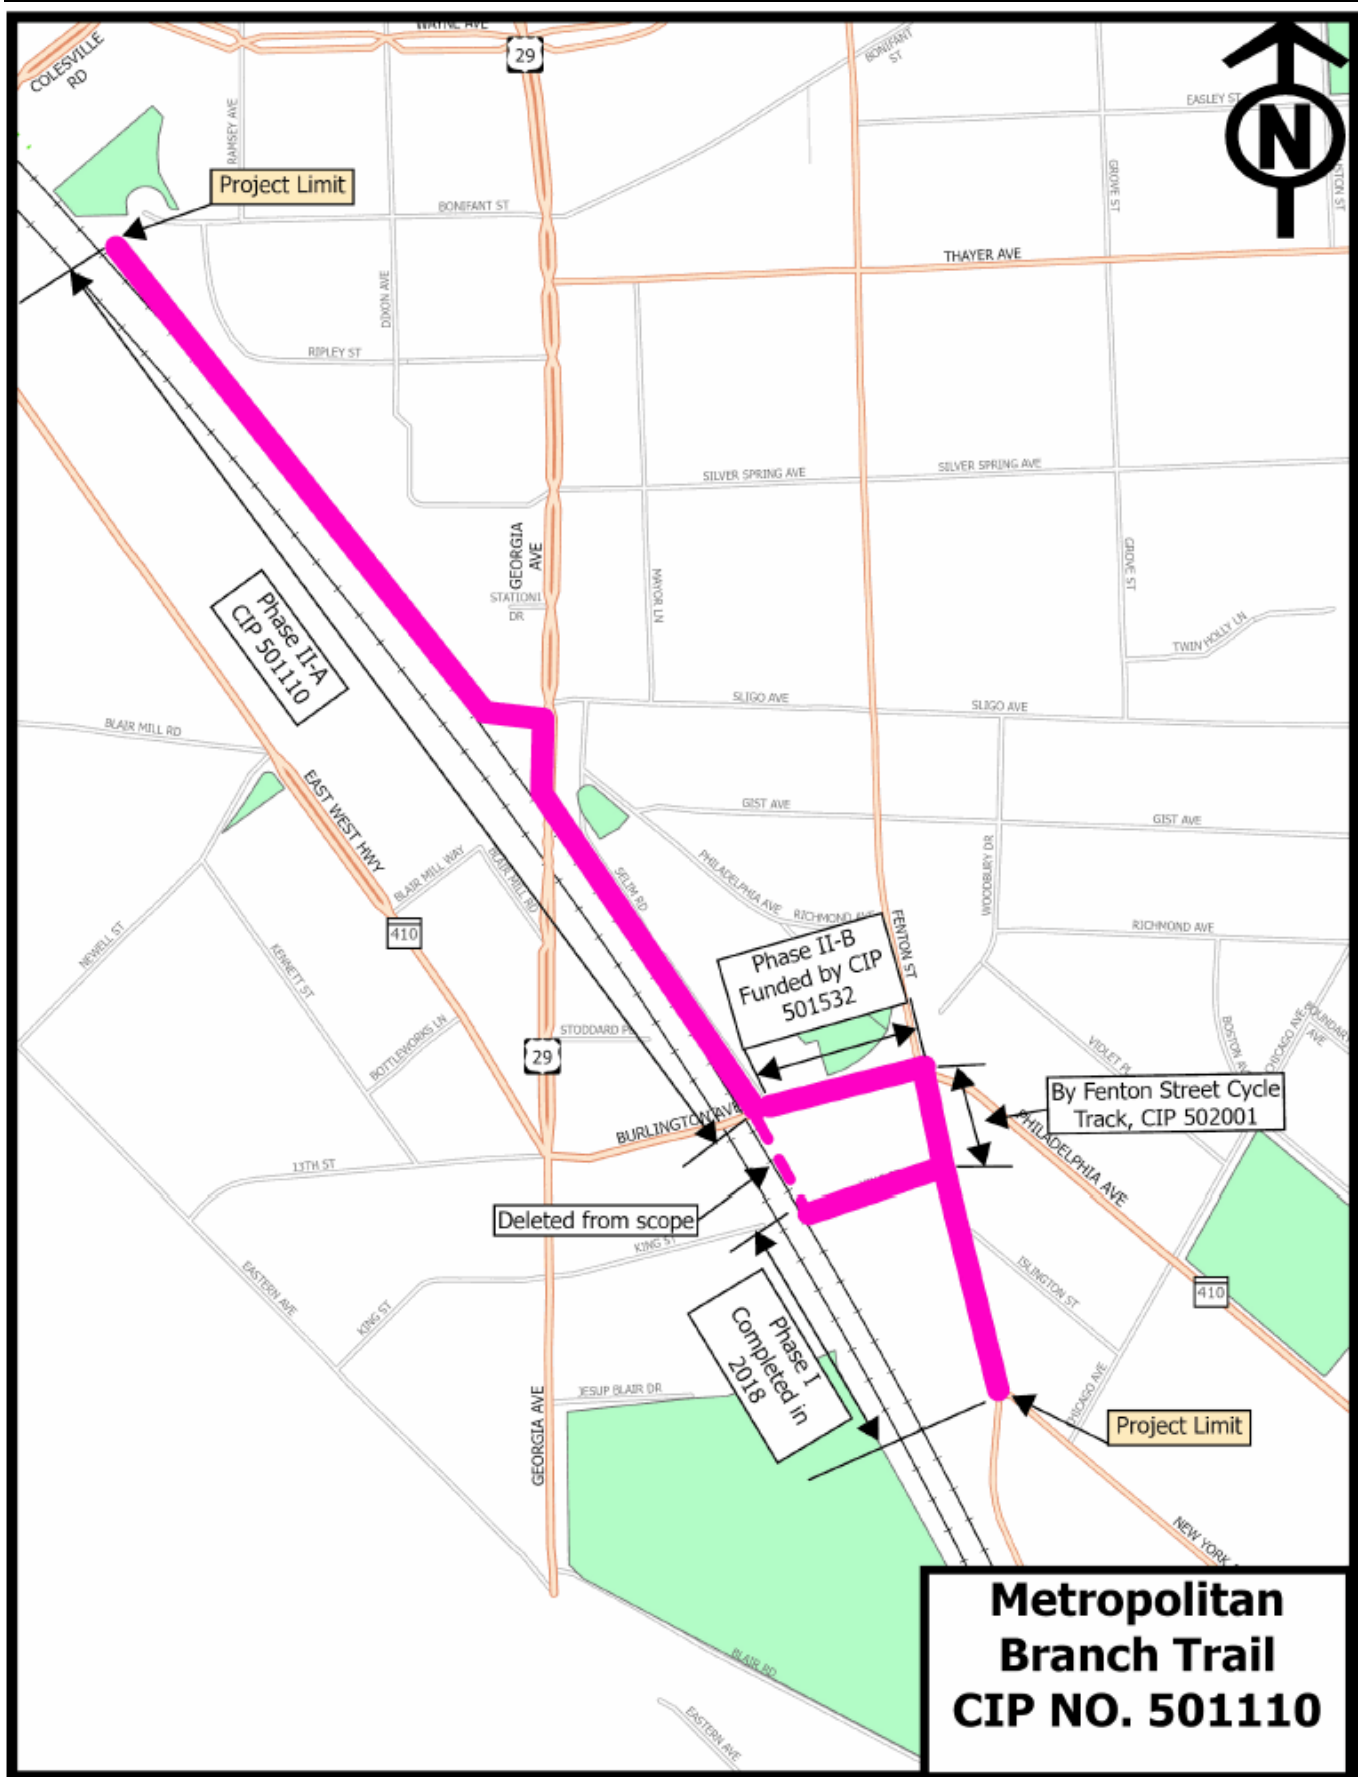 WAYNE AVE
COLESVILLE
RD
29
BONIFANT
ST
EASLEY ST
N
RAMSEY AVE
GROVE ST
Project Limit
BONIFANT ST
THAYER AVE
DIXON AVE
RIPLEY ST
SILVER SPRING AVE
SILVER SPRING AVE
GEORGIA
AVE
GROVE ST
MAYOR LN
STATION1
DR
Phase II-A
CIP 501110
TWIN HOLLY LN
SLIGO AVE
SLIGO AVE
BLAIR MILL RD
EAST WEST HWY
GIST AVE
GIST AVE
BLAIR MILL WAY
BLAIR MILL RD
SELIM RD
PHILADELPHIA AVE
WOODBURY DR
RICHMOND AVE
RICHMOND AVE
410
NEWELL ST
KENNETT ST
Phase II-B
Funded by CIP
501532
FENTON ST
BOTTLEWORKS LN
STODDARD PL
29
VIOLET PL
BOSTON AVE
CHICAGO AVE
BOUNDARY
AVE
By Fenton Street Cycle
Track, CIP 502001
BURLINGTON AVE
PHILADELPHIA AVE
13TH ST
Deleted from scope
KING ST
EASTERN AVE
KING ST
ISLINGTON ST
410
Phase I
Completed in
2018
JESUP BLAIR DR
GEORGIA AVE
CHICAGO AVE
Project Limit
NEW YORK
BLAIR RD
EASTERN AVE
Metropolitan
Branch Trail
CIP NO. 501110